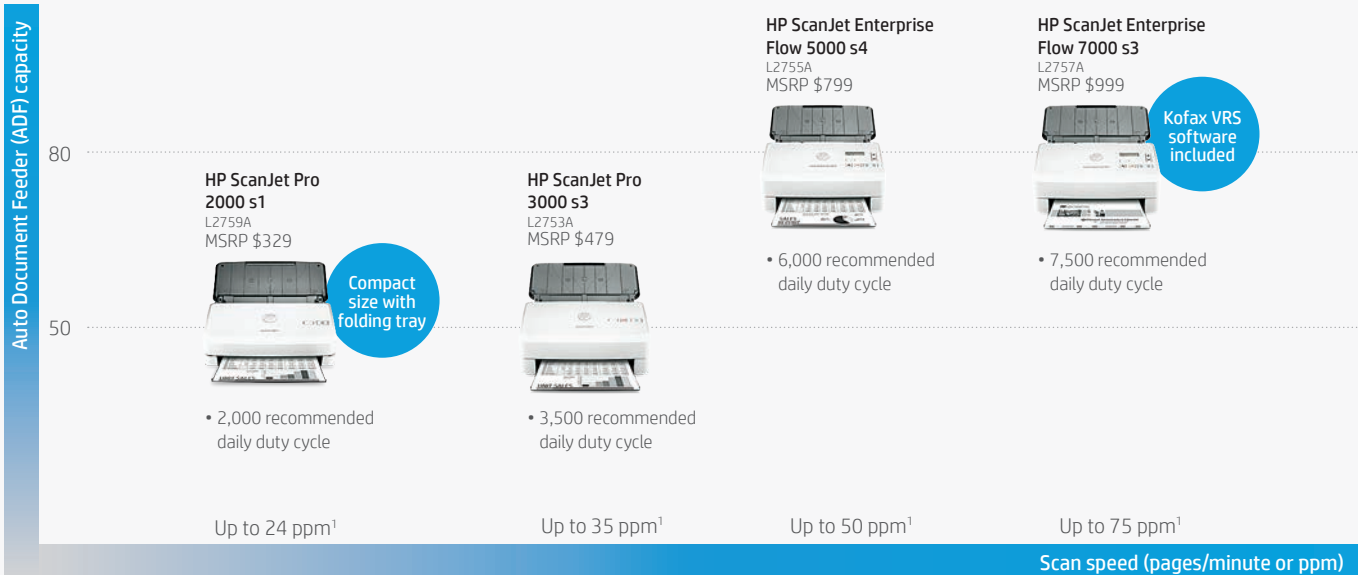 Auto Document Feeder (ADF) capacity
80
50
HP ScanJet Pro
2000 s1
L2759A
MSRP $329
Compact
size with
folding tray
• 2,000 recommended
daily duty cycle
Up to 24 ppm¹
HP ScanJet Pro
3000 s3
L2753A
MSRP $479
• 3,500 recommended
daily duty cycle
Up to 35 ppm¹
HP ScanJet Enterprise
Flow 5000 s4
L2755A
MSRP $799
• 6,000 recommended
daily duty cycle
Up to 50 ppm¹
HP ScanJet Enterprise
Flow 7000 s3
L2757A
MSRP $999
Kofax VRS
software
included
• 7,500 recommended
daily duty cycle
Up to 75 ppm¹
Scan speed (pages/minute or ppm)